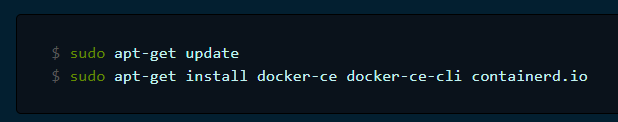 $ sudo apt-get update
$ sudo apt-get install docker-ce docker-ce-cli containerd.io